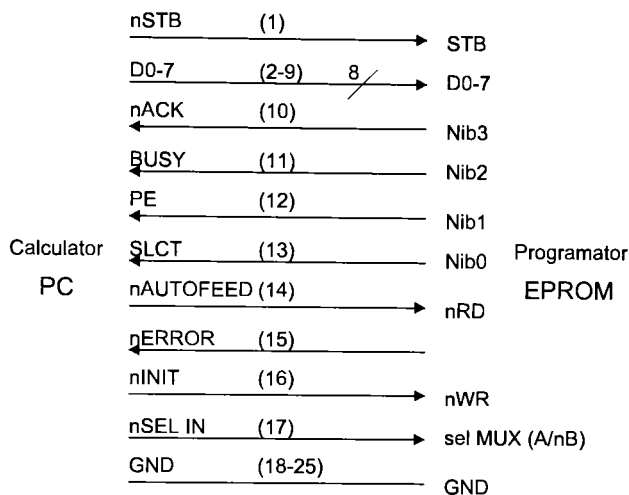 nSTB (1) STB
D0-7 (2-9) 8 D0-7
nACK (10) Nib3
BUSY (11) Nib2
PE (12) Nib1
Calculator SLCT (13) Nib0 Programator
PC nAUTOFEED (14) nRD EPROM
nERROR (15)
nINIT (16) nWR
nSEL IN (17) sel MUX (A/nB)
GND (18-25) GND